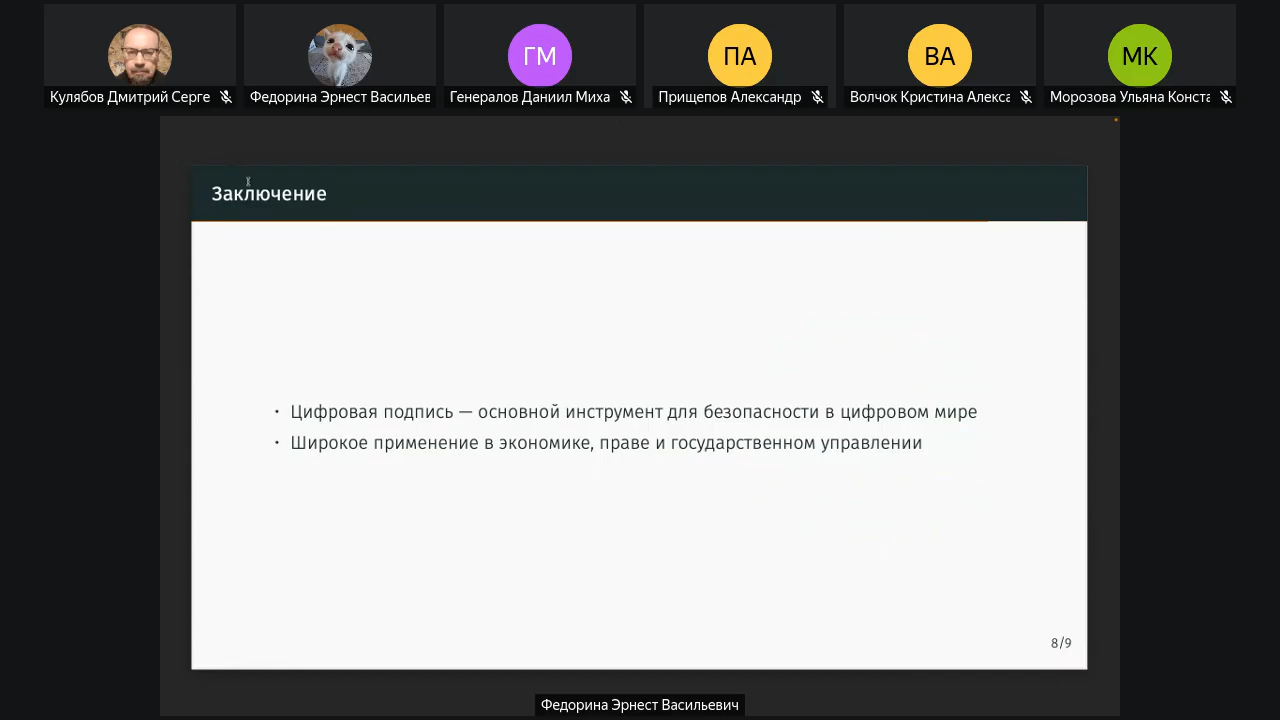 ГМ
ПА
ВА
МК
Кулябов Дмитрий Серге
Федорина Эрнест Васильев
Генералов Даниил Миха
Прищепов Александр
Волчок Кристина Алекса
Морозова Ульяна Конста
Заключение
• Цифровая подпись — основной инструмент для безопасности в цифровом мире
• Широкое применение в экономике, праве и государственном управлении
8/9
Федорина Эрнест Васильевич